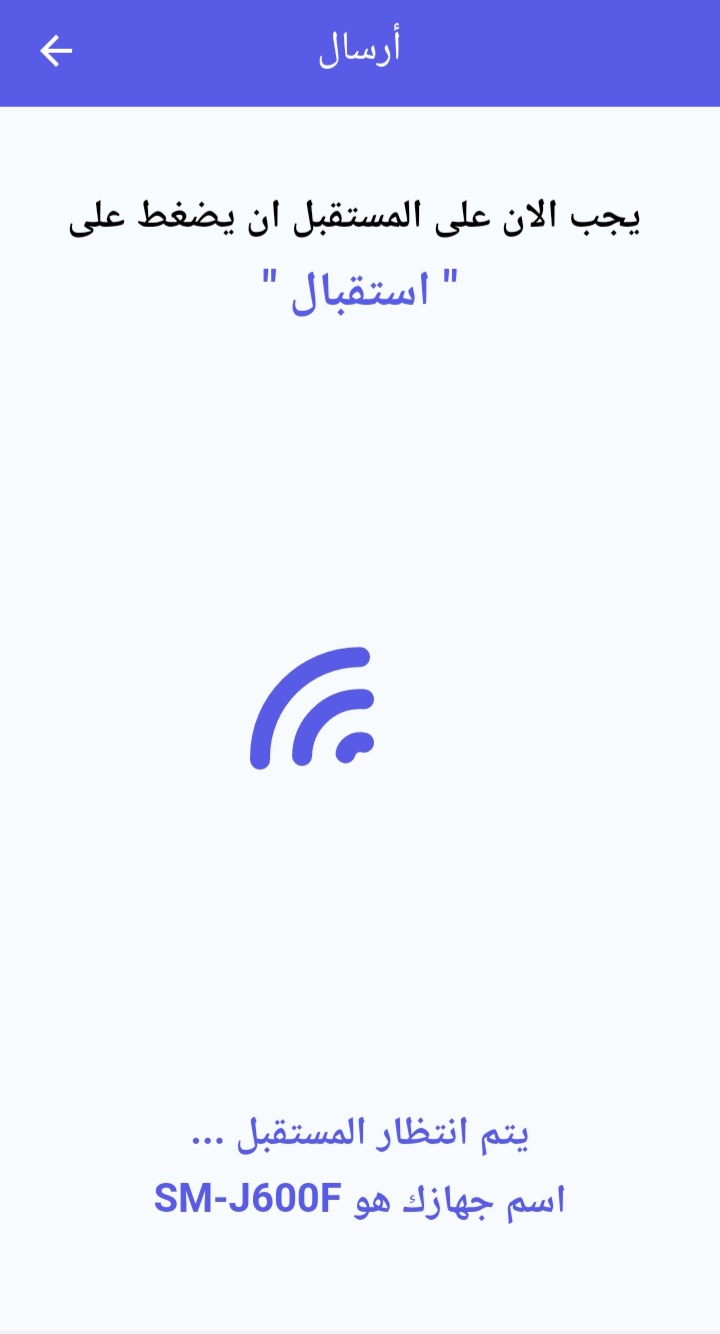 أرسال
يجب الان على المستقبل ان يضغط على
" استقبال "
يتم انتظار المستقبل ...
اسم جهازك هو SM-J600F